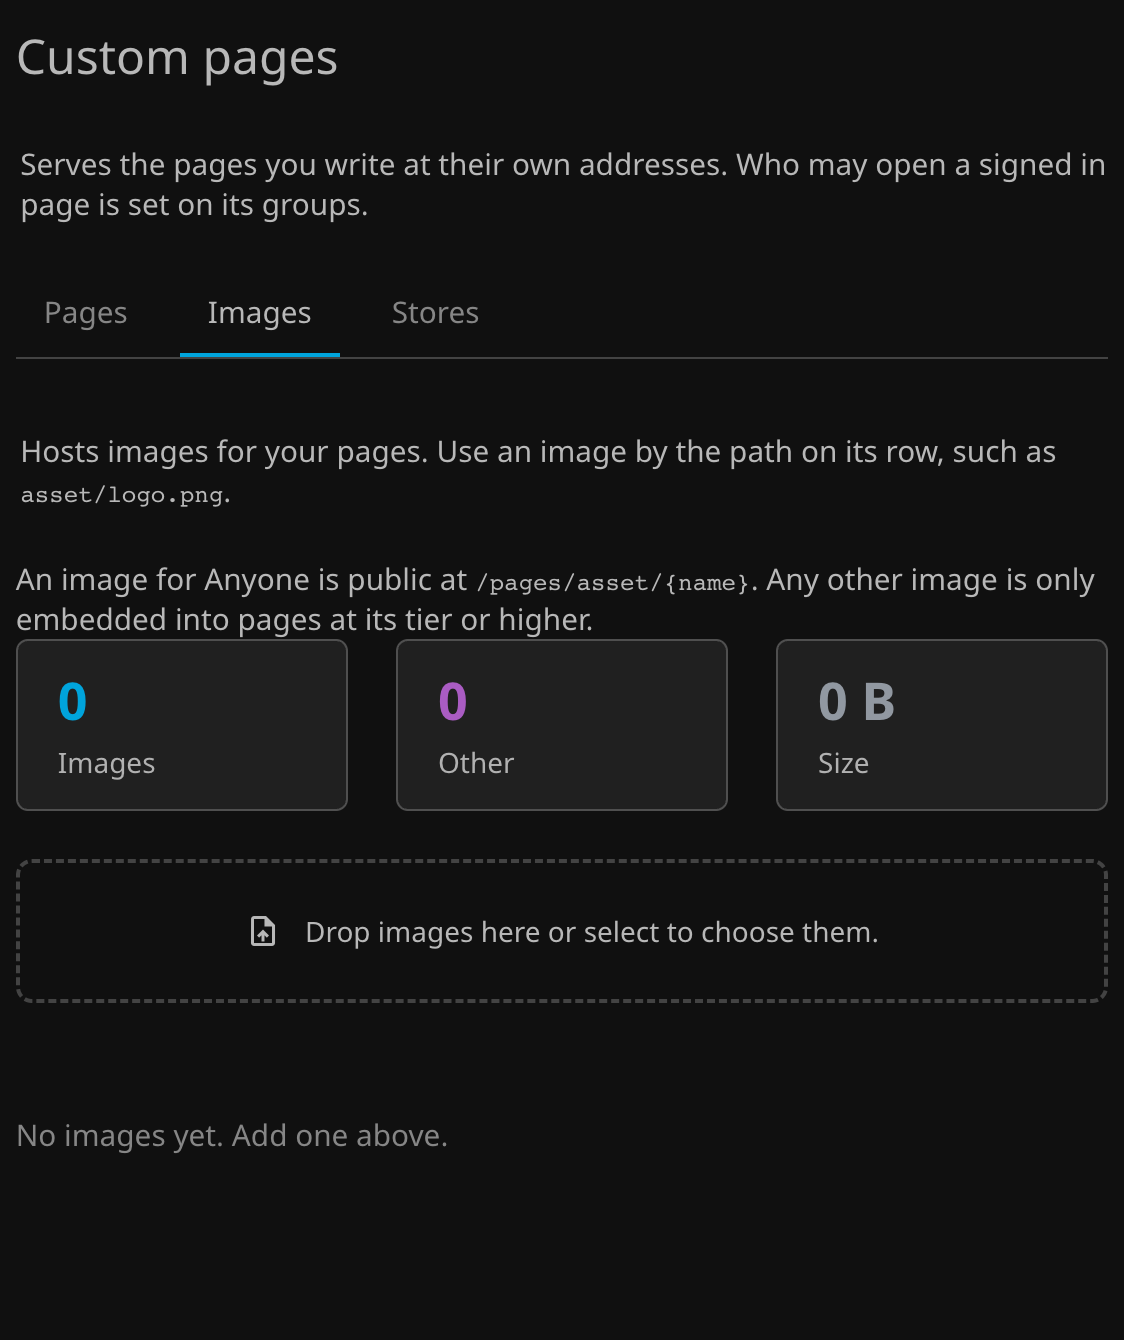 Custom pages
Serves the pages you write at their own addresses. Who may open a signed in
page is set on its groups.
Pages Images Stores
Hosts images for your pages. Use an image by the path on its row, such as
asset/logo.png.
An image for Anyone is public at /pages/asset/{name}. Any other image is only
embedded into pages at its tier or higher.
0 0 0 B
Images Other Size
Drop images here or select to choose them.
No images yet. Add one above.